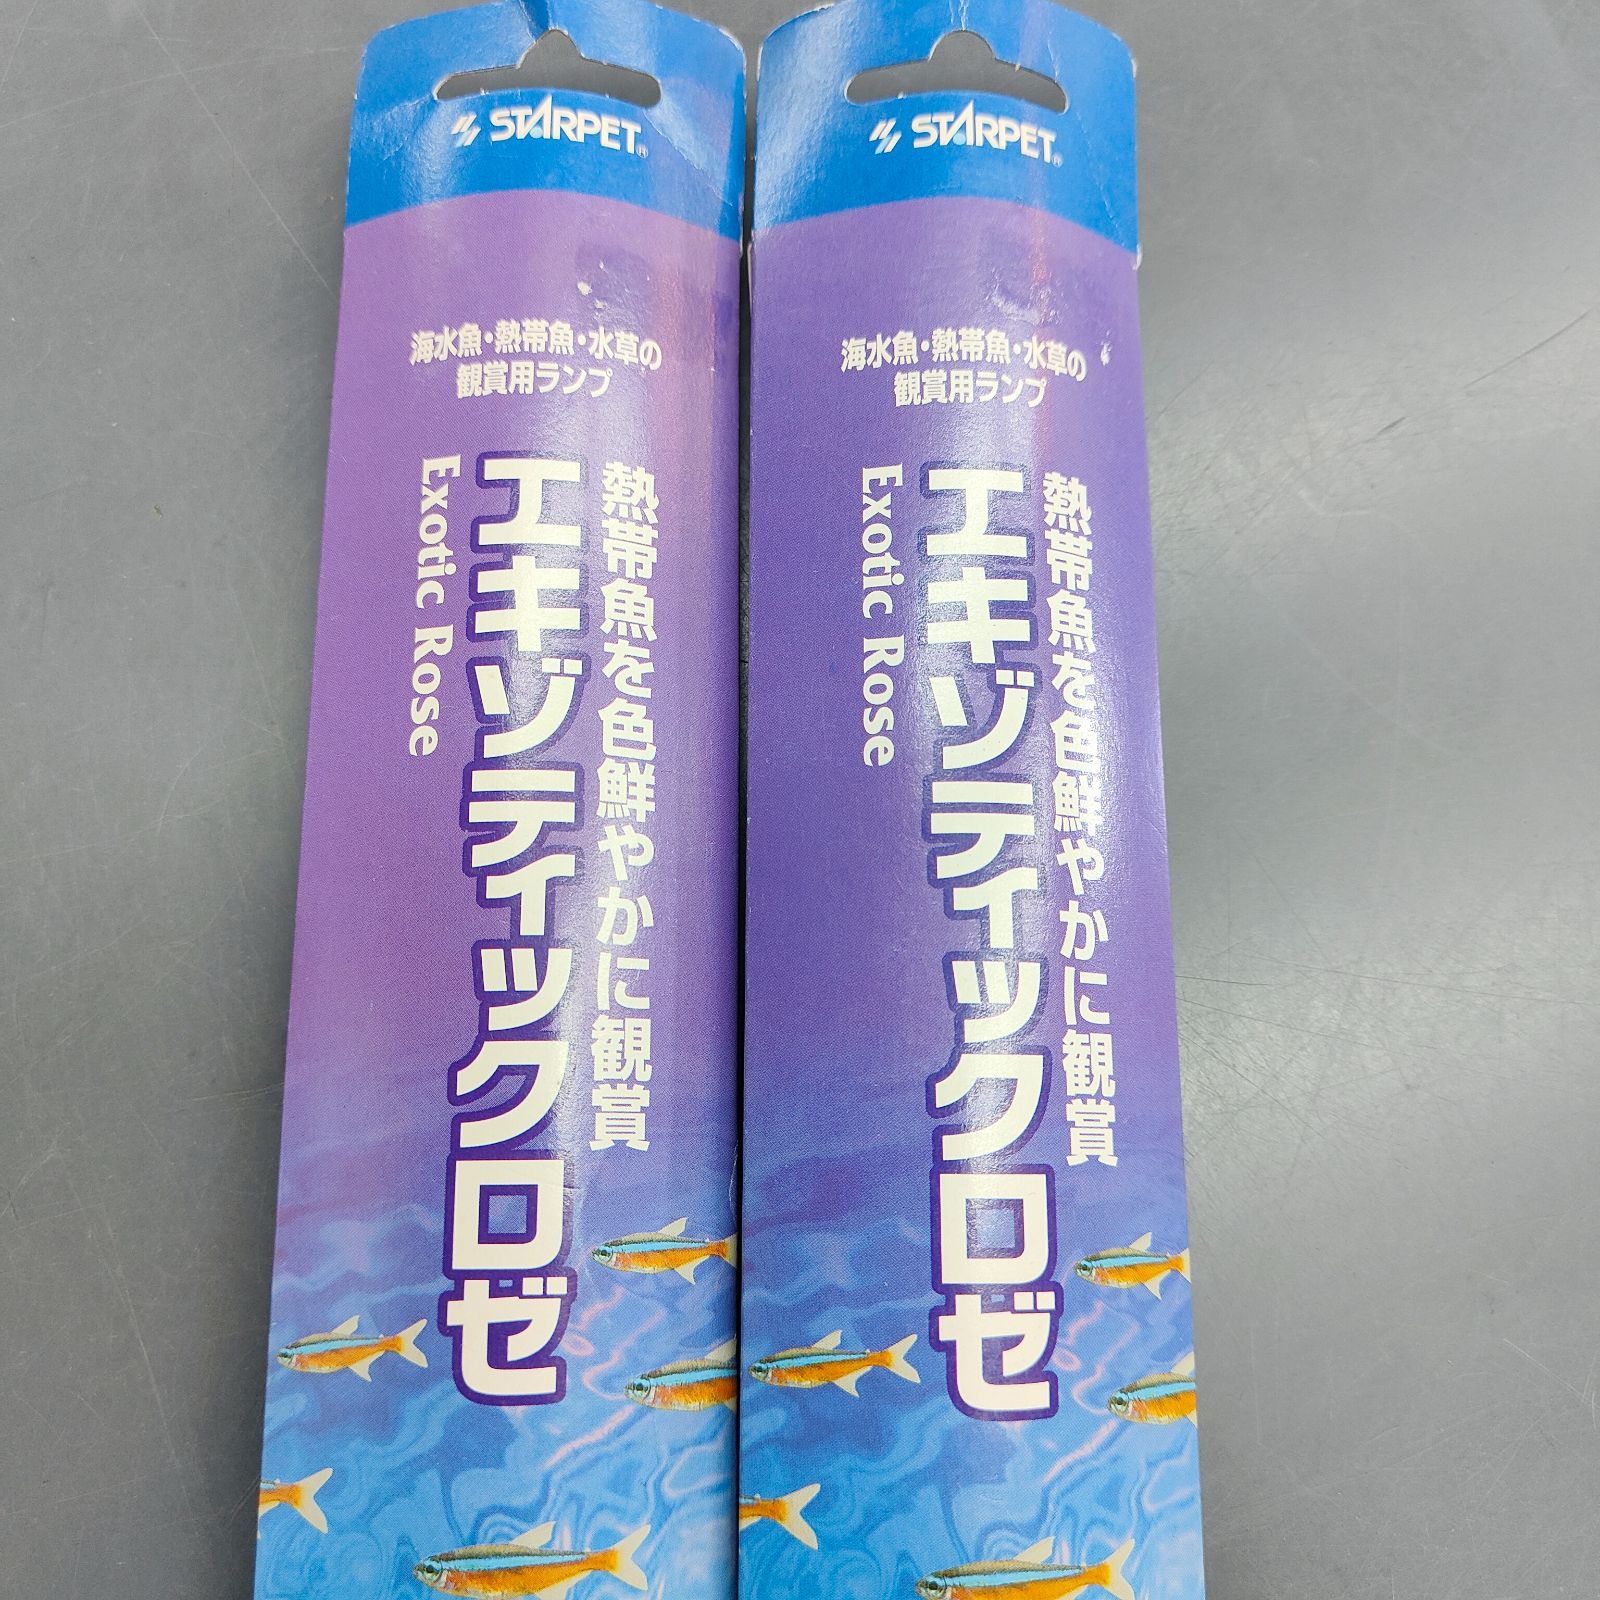 STARPET®
海水魚・熱帯魚・水草の
観賞用ランプ
熱帯魚を色鮮やかに観賞
エキゾティックロゼ
Exotic Rose
STARPET®
海水魚・熱帯魚・水草の
観賞用ランプ
熱帯魚を色鮮やかに観賞
エキゾティックロゼ
Exotic Rose